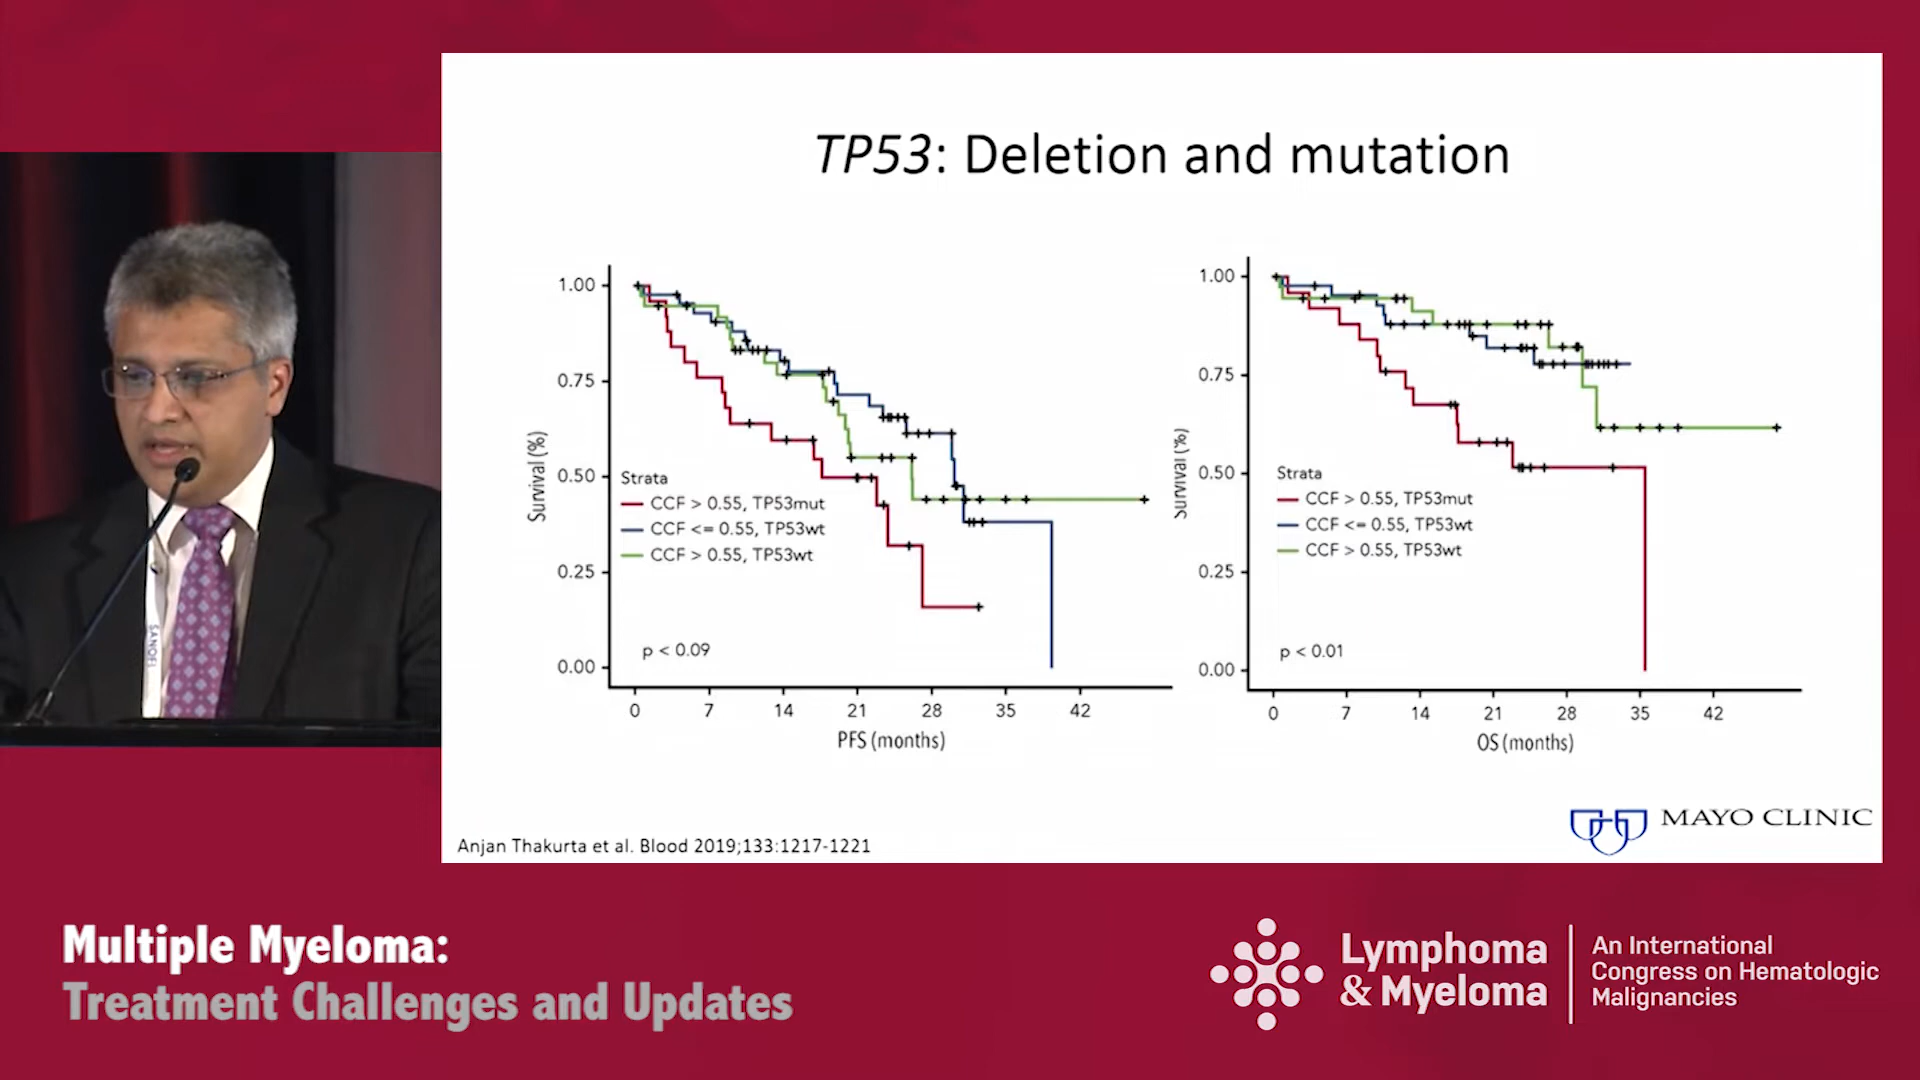 TP53: Deletion and mutation
1.00
0.75
0.50
0.25
0.00
Survival (%)
Strata
CCF > 0.55, TP53mut
CCF <= 0.55, TP53wt
CCF > 0.55, TP53wt
p < 0.09
0 7 14 21 28 35 42
PFS (months)
1.00
0.75
0.50
0.25
0.00
Survival (%)
Strata
CCF > 0.55, TP53mut
CCF <= 0.55, TP53wt
CCF > 0.55, TP53wt
p < 0.01
0 7 14 21 28 35 42
OS (months)
MAYO CLINIC
Anjan Thakurta et al. Blood 2019;133:1217-1221
SANOFI
Multiple Myeloma:
Treatment Challenges and Updates
Lymphoma
& Myeloma
An International
Congress on Hematologic
Malignancies